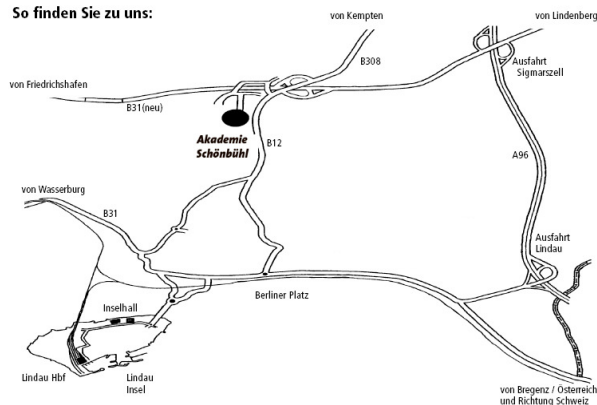 So finden Sie zu uns:
von Kempten
von Lindenberg
B308
Ausfahrt
Sigmarszell
von Friedrichshafen
B31(neu)
Akademie
Schönbühl
B12
A96
von Wasserburg
B31
Ausfahrt
Lindau
Berliner Platz
Inselhall
Lindau Hbf
Lindau
Insel
von Bregenz / Österreich
und Richtung Schweiz